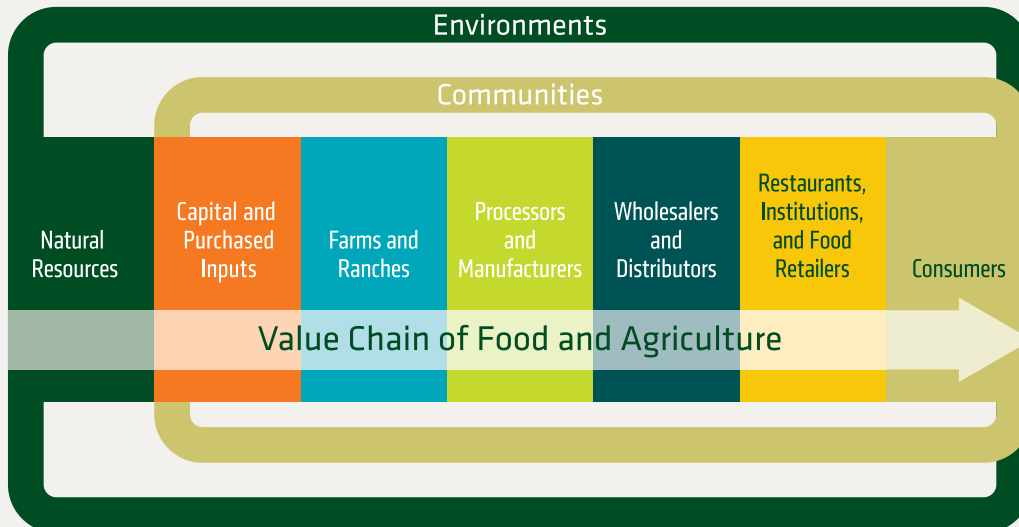 Environments
Communities
Natural
Resources
Capital and
Purchased
Inputs
Farms and
Ranches
Processors
and
Manufacturers
Wholesalers
and
Distributors
Restaurants,
Institutions,
and Food
Retailers
Consumers
Value Chain of Food and Agriculture